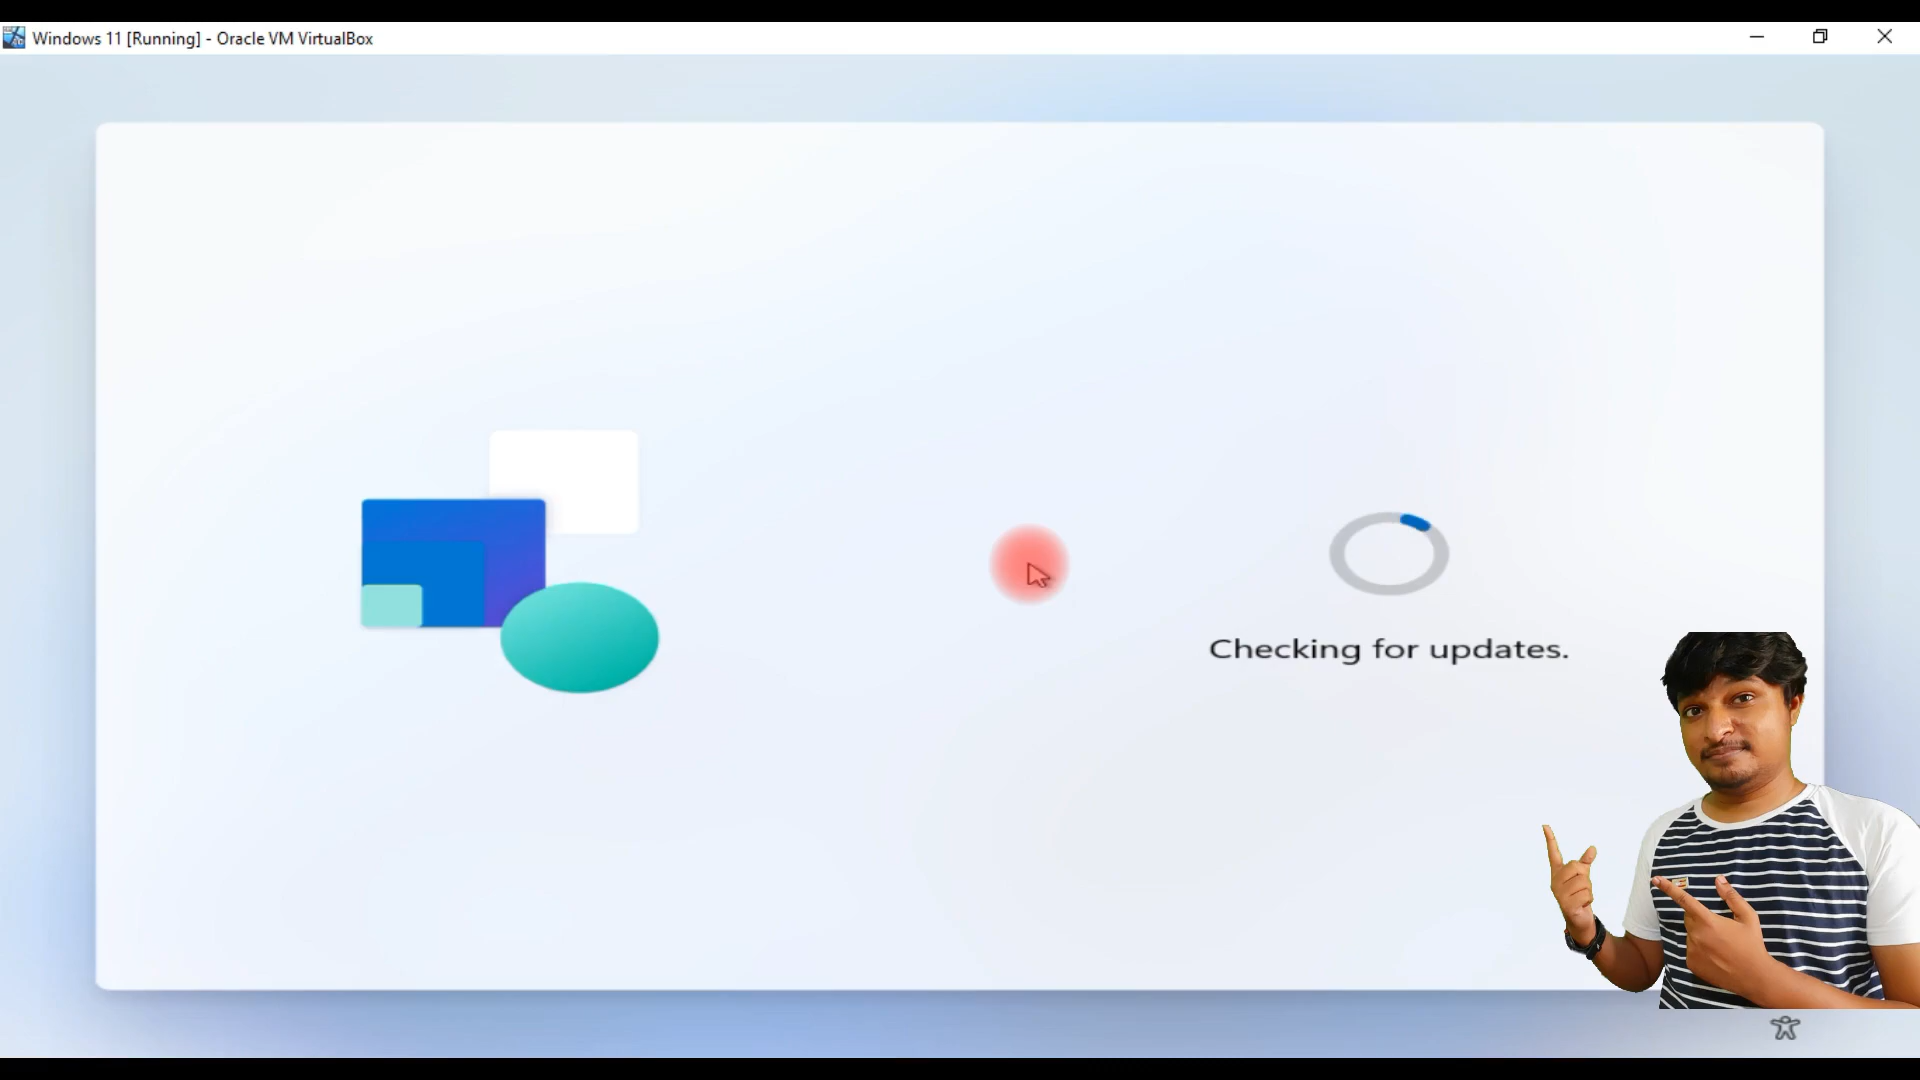 Windows 11 [Running] - Oracle VM VirtualBox
Checking for updates.